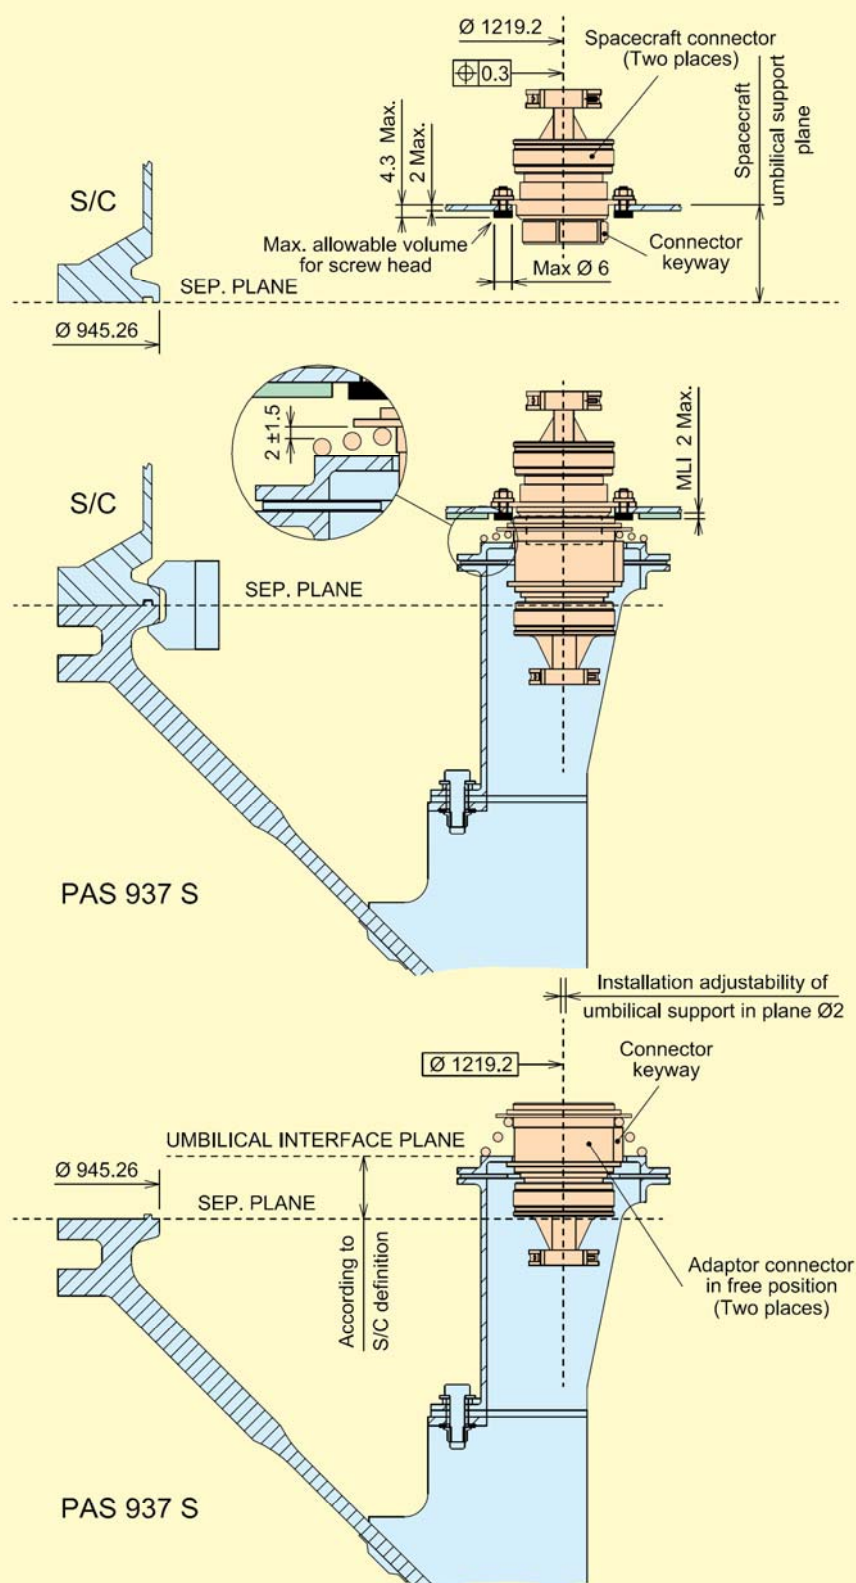 Ø 1219.2
Spacecraft connector
(Two places)
0.3
4.3 Max.
2 Max.
Spacecraft
umbilical support
plane
S/C
Max. allowable volume
for screw head
Connector
keyway
Max Ø 6
SEP. PLANE
Ø 945.26
2 ±1.5
MLI 2 Max.
S/C
SEP. PLANE
PAS 937 S
Installation adjustability of
umbilical support in plane Ø2
Connector
keyway
Ø 1219.2
UMBILICAL INTERFACE PLANE
Ø 945.26
SEP. PLANE
According to
S/C definition
Adaptor connector
in free position
(Two places)
PAS 937 S